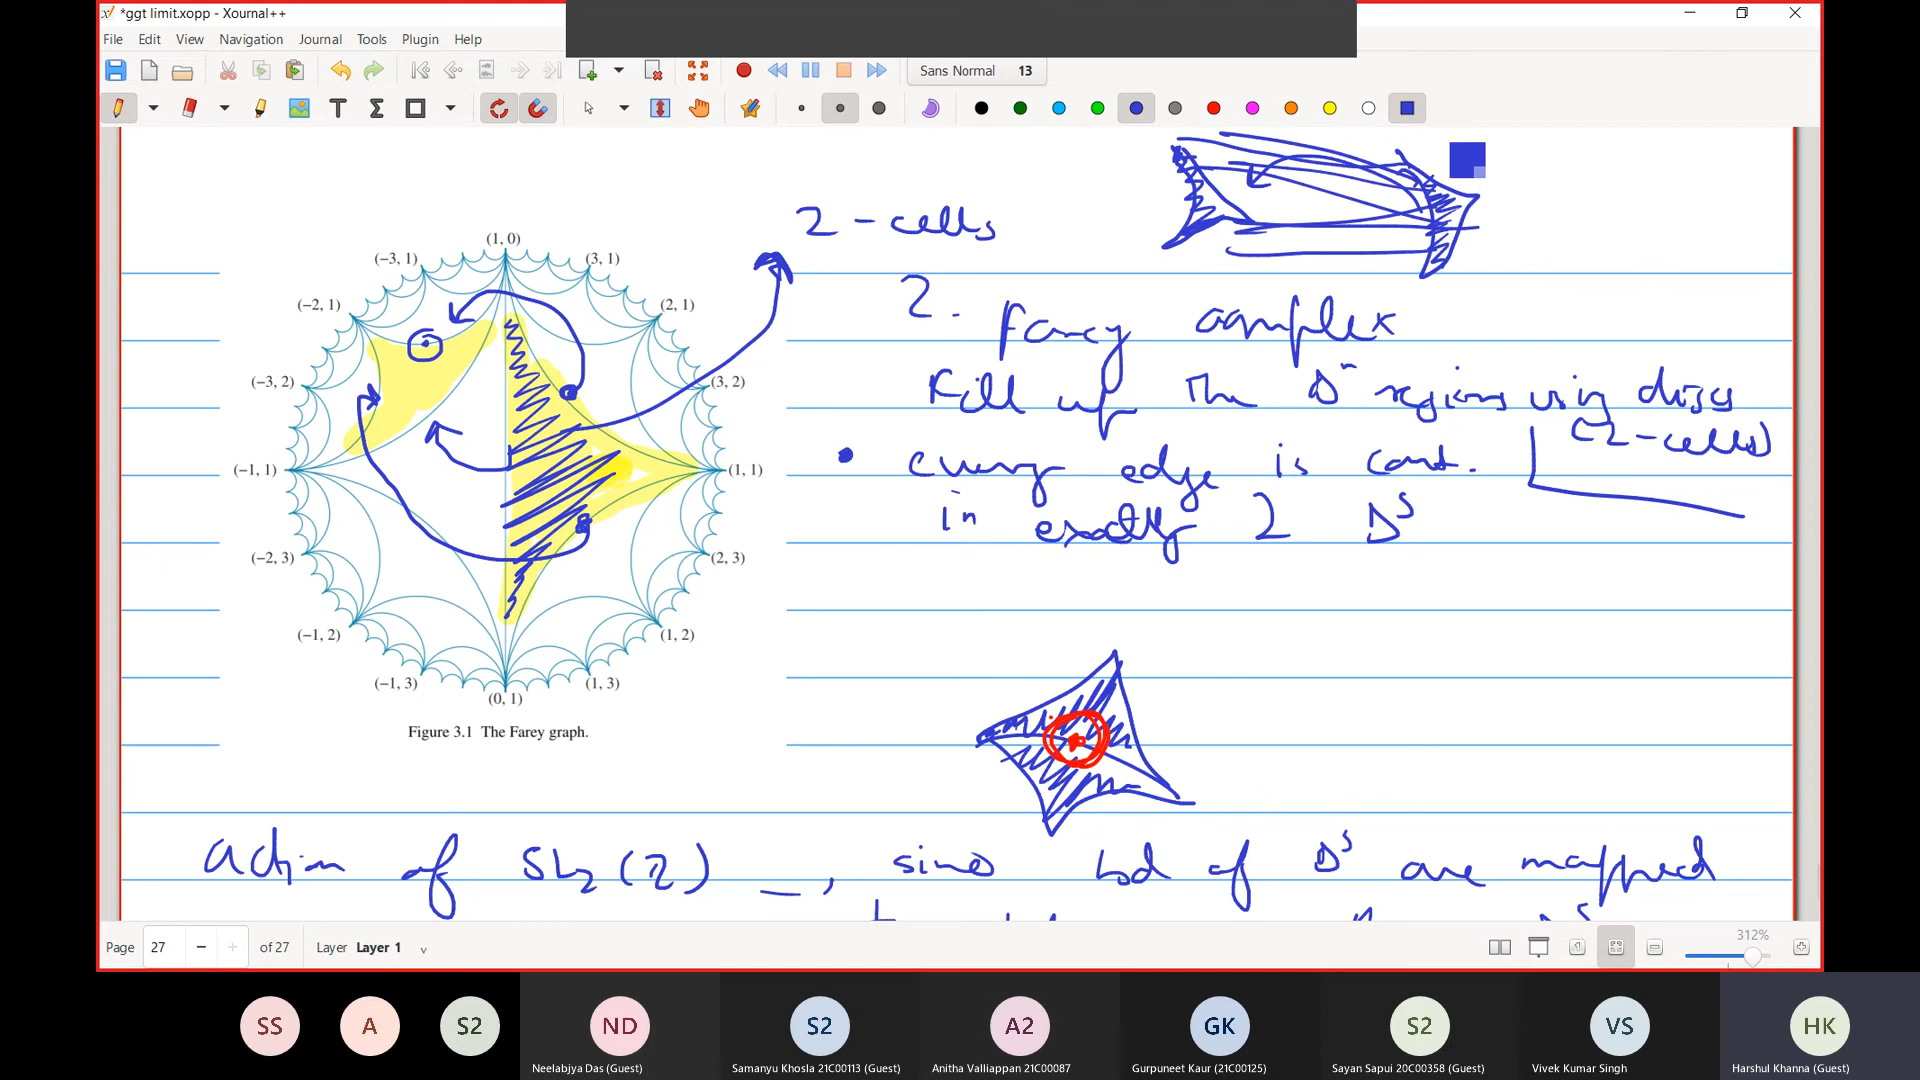 *ggt limit.xopp - Xournal++
File Edit View Navigation Journal Tools Plugin Help
Sans Normal 13
2 - cells
2. Farey complex
Fill up the Δ^r regions using discs
(2-cells)
• every edge is cont.
in exactly 2 Δ^s
(1, 0)
(−3, 1) (3, 1)
(−2, 1) (2, 1)
(−3, 2) (3, 2)
(−1, 1) (1, 1)
(−2, 3) (2, 3)
(−1, 2) (1, 2)
(−1, 3) (1, 3)
(0, 1)
Figure 3.1 The Farey graph.
action of SL₂(Z) _, since bd of Δ^s are mapped
Page 27 of 27 Layer Layer 1 312%
SS A S2 ND S2 A2 GK S2 VS HK
Neelabjya Das (Guest) Samanyu Khosla 21C00113 (Guest) Anitha Valliappan 21C00087 Gurpuneet Kaur (21C00125) Sayan Sapui 20C00358 (Guest) Vivek Kumar Singh Harshul Khanna (Guest)